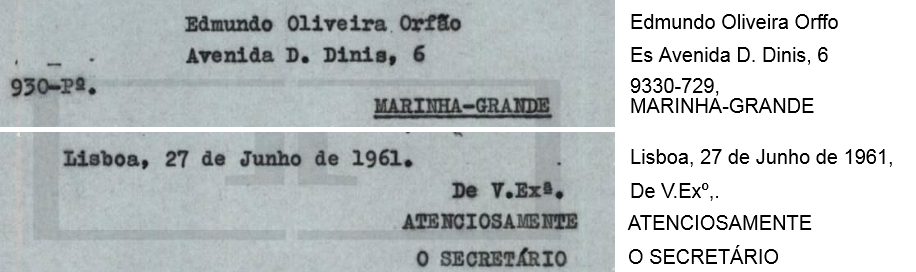 Edmundo Oliveira Orfão
Avenida D. Dinis, 6
930-Pº.
MARINHA-GRANDE
Lisboa, 27 de Junho de 1961.
De V.Exª.
ATENCIOSAMENTE
O SECRETÁRIO
Edmundo Oliveira Orffo
Es Avenida D. Dinis, 6
9330-729,
MARINHA-GRANDE
Lisboa, 27 de Junho de 1961,
De V.Exº,.
ATENCIOSAMENTE
O SECRETÁRIO